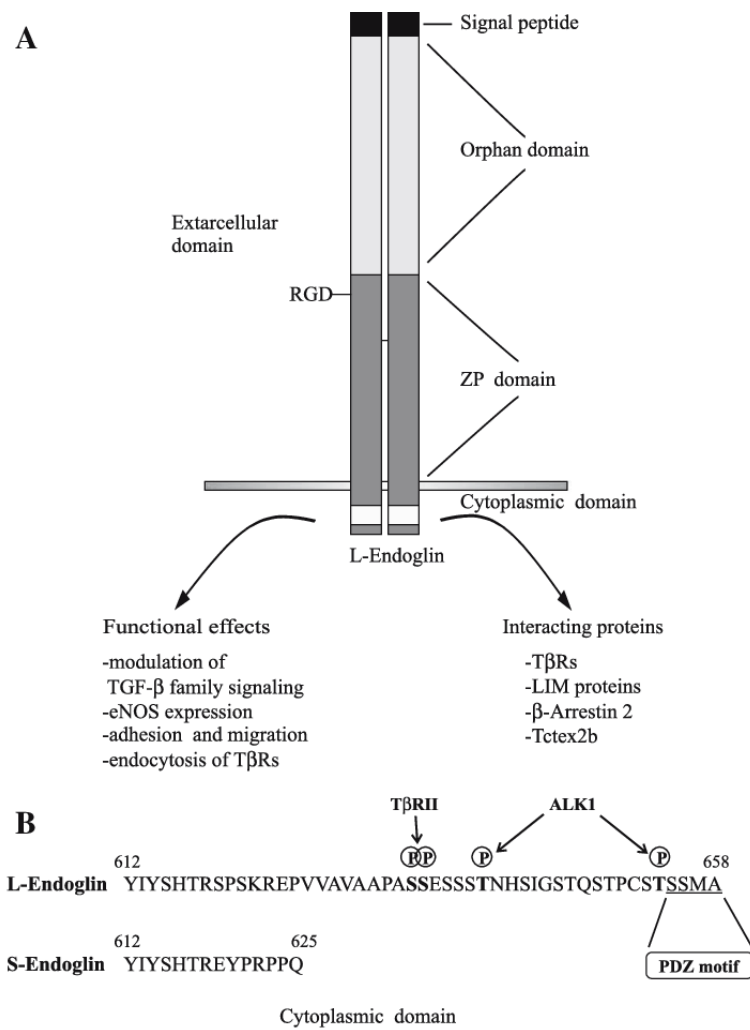 A
Signal peptide
Orphan domain
Extarcellular
domain
RGD
ZP domain
Cytoplasmic domain
L-Endoglin
Functional effects
-modulation of
TGF-β family signaling
-eNOS expression
-adhesion and migration
-endocytosis of TβRs
Interacting proteins
-TβRs
-LIM proteins
-β-Arrestin 2
-Tctex2b
B
TβRII ALK1
P P P P
612 658
L-Endoglin YIYSHTRSPSKREPVVAVAAPASSESSSTNHSIGSTQSTPCSTSSMA
PDZ motif
612 625
S-Endoglin YIYSHTREYPRPPQ
Cytoplasmic domain